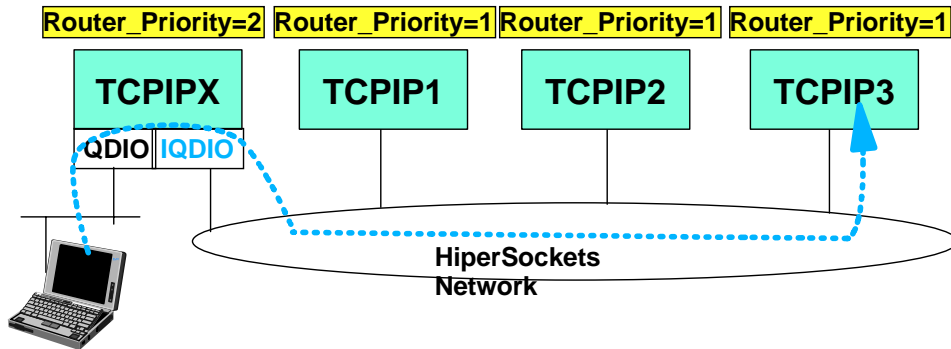 Router_Priority=2
Router_Priority=1
Router_Priority=1
Router_Priority=1
TCPIPX
TCPIP1
TCPIP2
TCPIP3
QDIO
IQDIO
HiperSockets
Network